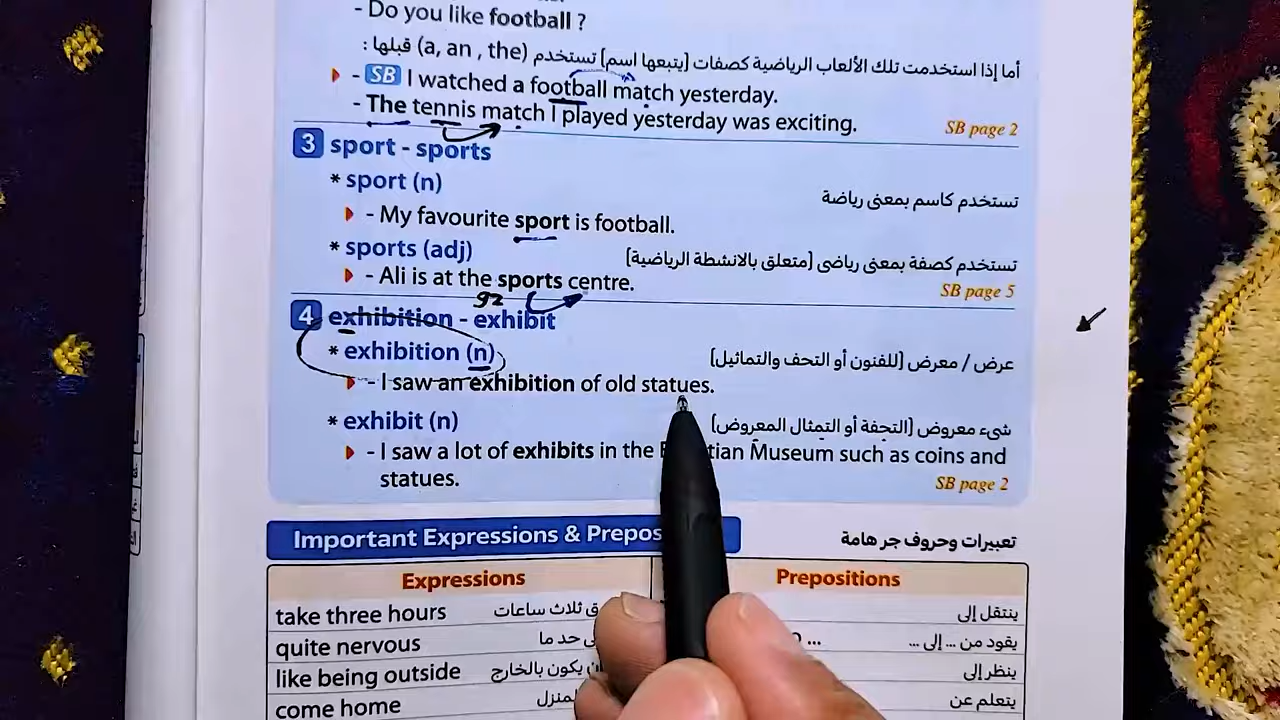 - Do you like football ?
أما إذا استخدمت تلك الألعاب الرياضية كصفات [يتبعها اسم] تستخدم (a, an , the) قبلها :
- SB I watched a football match yesterday.
- The tennis match I played yesterday was exciting.
SB page 2
3 sport - sports
* sport (n) تستخدم كاسم بمعنى رياضة
- My favourite sport is football.
* sports (adj) تستخدم كصفة بمعنى رياضى [متعلق بالانشطة الرياضية]
- Ali is at the sports centre.
SB page 5
gz
4 exhibition - exhibit
* exhibition (n) عرض / معرض [للفنون أو التحف والتماثيل]
- I saw an exhibition of old statues.
* exhibit (n) شىء معروض [التحفة أو التمثال المعروض]
- I saw a lot of exhibits in the tian Museum such as coins and
statues.
SB page 2
Important Expressions & Prepos تعبيرات وحروف جر هامة
Expressions Prepositions
take three hours ق ثلاث ساعات ينتقل إلى
quite nervous ى حد ما ... يقود من ... إلى ...
like being outside ن يكون بالخارج ينظر إلى
come home لمنزل يتعلم عن